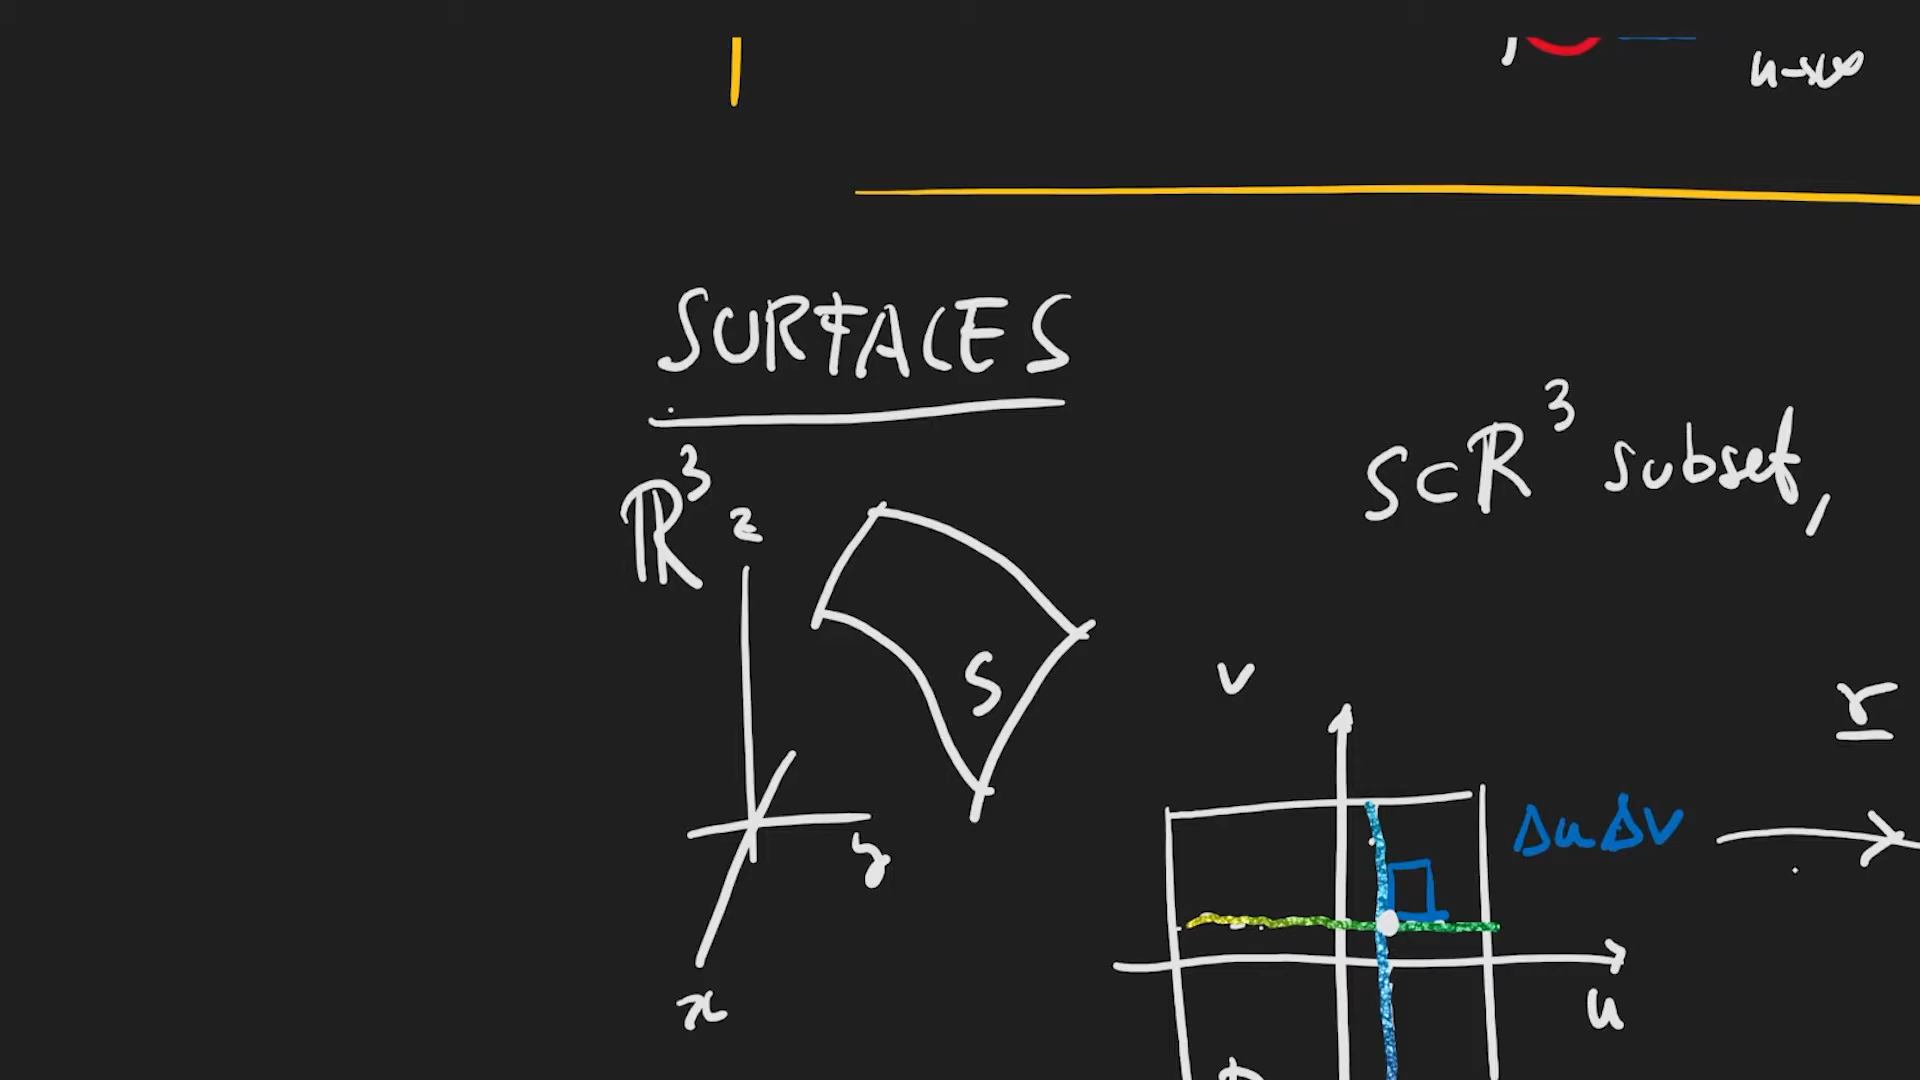 u→∞
SURFACES
S⊂R³ subset,
ℝ³
z
S
y
x
v
r
ΔuΔv
u